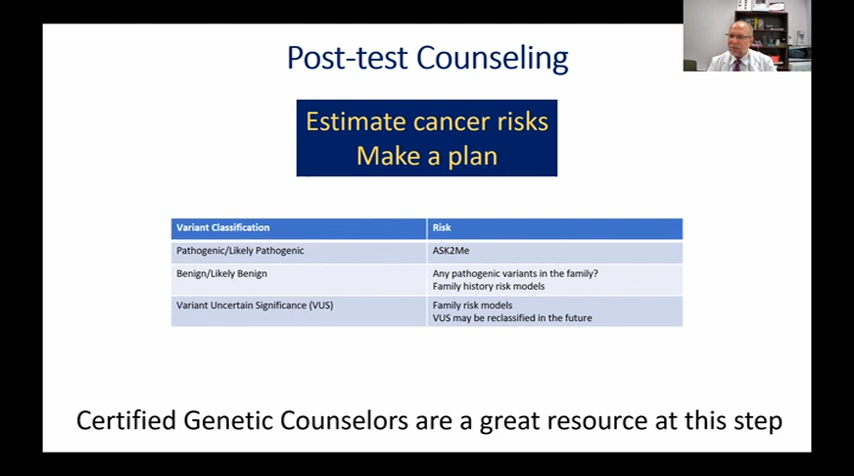 Post-test Counseling
Estimate cancer risks
Make a plan
Variant Classification Risk
Pathogenic/Likely Pathogenic ASK2Me
Benign/Likely Benign Any pathogenic variants in the family?
Family history risk models
Variant Uncertain Significance (VUS) Family risk models
VUS may be reclassified in the future
Certified Genetic Counselors are a great resource at this step